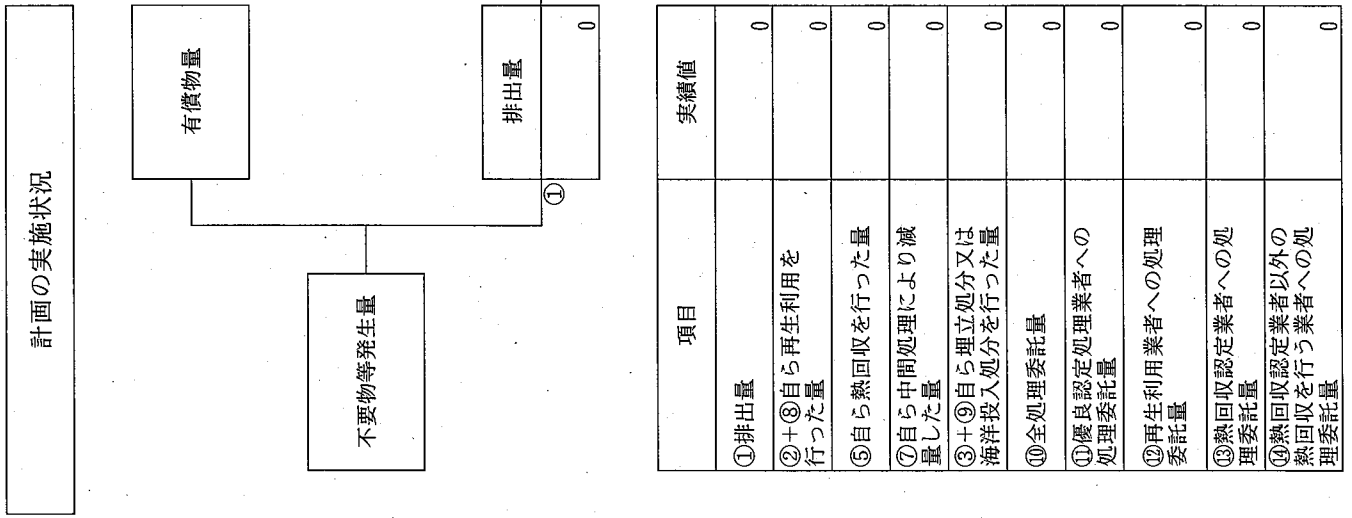 計画の実施状況
有償物量
不要物等発生量
排出量
0
①
項目
実績値
①排出量
0
②+⑧自ら再生利用を
行った量
0
⑤自ら熱回収を行った量
0
⑦自ら中間処理により減
量した量
0
③+⑨自ら埋立処分又は
海洋投入処分を行った量
0
⑩全処理委託量
0
⑪優良認定処理業者への
処理委託量
0
⑫再生利用業者への処理
委託量
0
⑬熱回収認定業者への処
理委託量
0
⑭熱回収認定業者以外の
熱回収を行う業者への処
理委託量
0